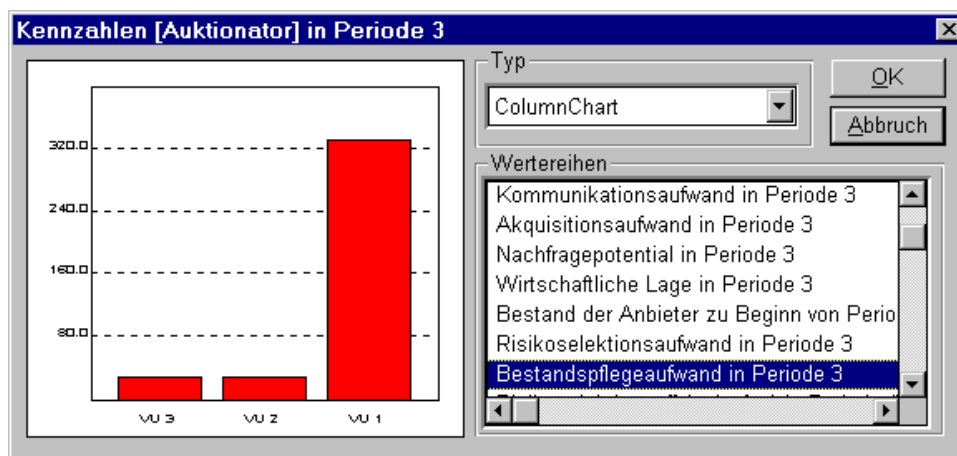 Kennzahlen [Auktionator] in Periode 3
320.0
240.0
160.0
80.0
VU 3
VU 2
VU 1
Typ
ColumnChart
OK
Abbruch
Wertereihen
Kommunikationsaufwand in Periode 3
Akquisitionsaufwand in Periode 3
Nachfragepotential in Periode 3
Wirtschaftliche Lage in Periode 3
Bestand der Anbieter zu Beginn von Perio
Risikoselektionsaufwand in Periode 3
Bestandspflegeaufwand in Periode 3